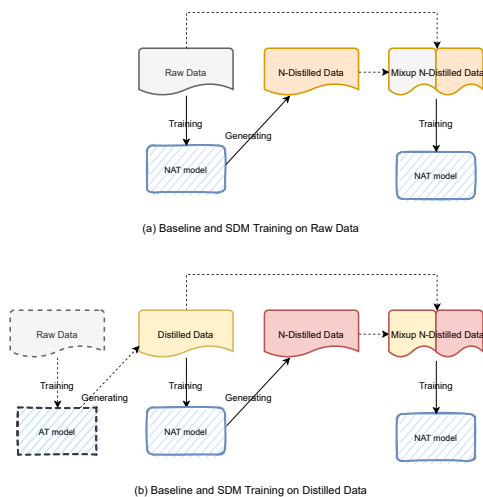 Raw Data
N-Distilled Data
Mixup N-Distilled Data
Training
Generating
Training
NAT model
NAT model
(a) Baseline and SDM Training on Raw Data
Raw Data
Distilled Data
N-Distilled Data
Mixup N-Distilled Data
Training
Generating
Training
Generating
Training
AT model
NAT model
NAT model
(b) Baseline and SDM Training on Distilled Data